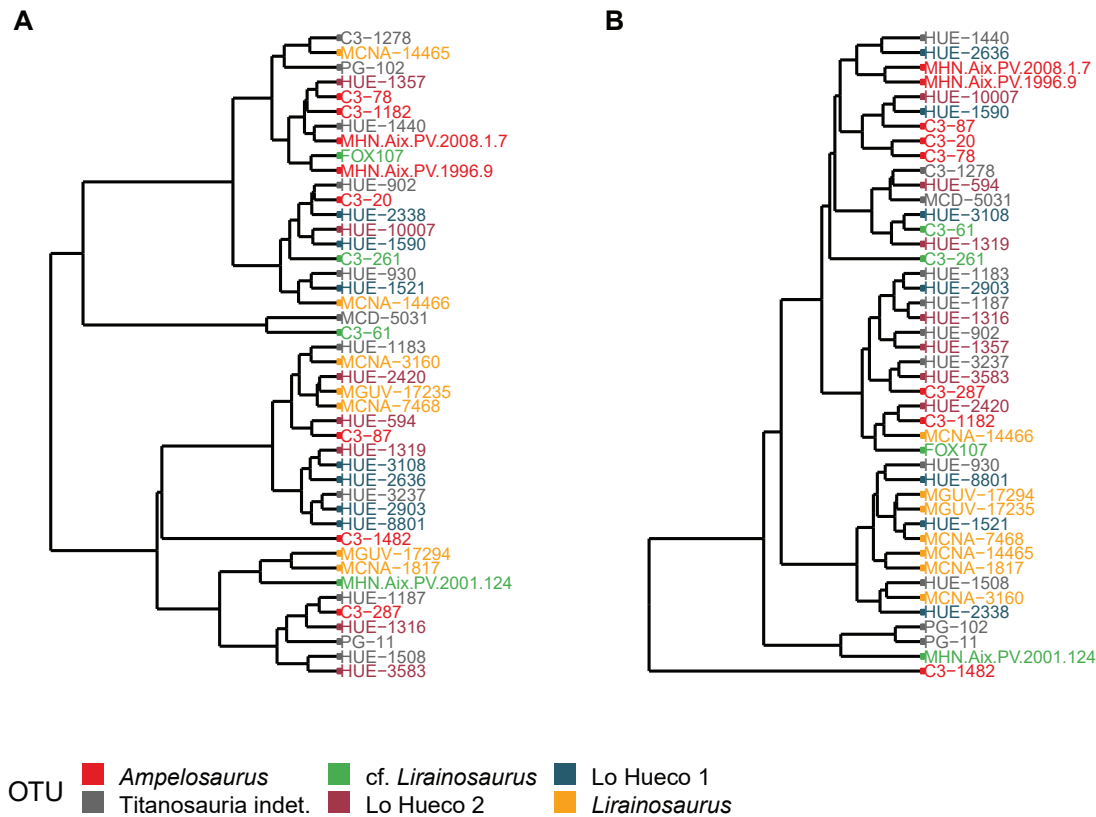 A
C3−1278
MCNA−14465
PG−102
HUE−1357
C3−78
C3−1182
HUE−1440
MHN.Aix.PV.2008.1.7
FOX107
MHN.Aix.PV.1996.9
HUE−902
C3−20
HUE−2338
HUE−10007
HUE−1590
C3−261
HUE−930
HUE−1521
MCNA−14466
MCD−5031
C3−61
HUE−1183
MCNA−3160
HUE−2420
MGUV−17235
MCNA−7468
HUE−594
C3−87
HUE−1319
HUE−3108
HUE−2636
HUE−3237
HUE−2903
HUE−8801
C3−1482
MGUV−17294
MCNA−1817
MHN.Aix.PV.2001.124
HUE−1187
C3−287
HUE−1316
PG−11
HUE−1508
HUE−3583
B
HUE−1440
HUE−2636
MHN.Aix.PV.2008.1.7
MHN.Aix.PV.1996.9
HUE−10007
HUE−1590
C3−87
C3−20
C3−78
C3−1278
HUE−594
MCD−5031
HUE−3108
C3−61
HUE−1319
C3−261
HUE−1183
HUE−2903
HUE−1187
HUE−1316
HUE−902
HUE−1357
HUE−3237
HUE−3583
C3−287
HUE−2420
C3−1182
MCNA−14466
FOX107
HUE−930
HUE−8801
MGUV−17294
MGUV−17235
HUE−1521
MCNA−7468
MCNA−14465
MCNA−1817
HUE−1508
MCNA−3160
HUE−2338
PG−102
PG−11
MHN.Aix.PV.2001.124
C3−1482
OTU
Ampelosaurus
cf. Lirainosaurus
Lo Hueco 1
Titanosauria indet.
Lo Hueco 2
Lirainosaurus